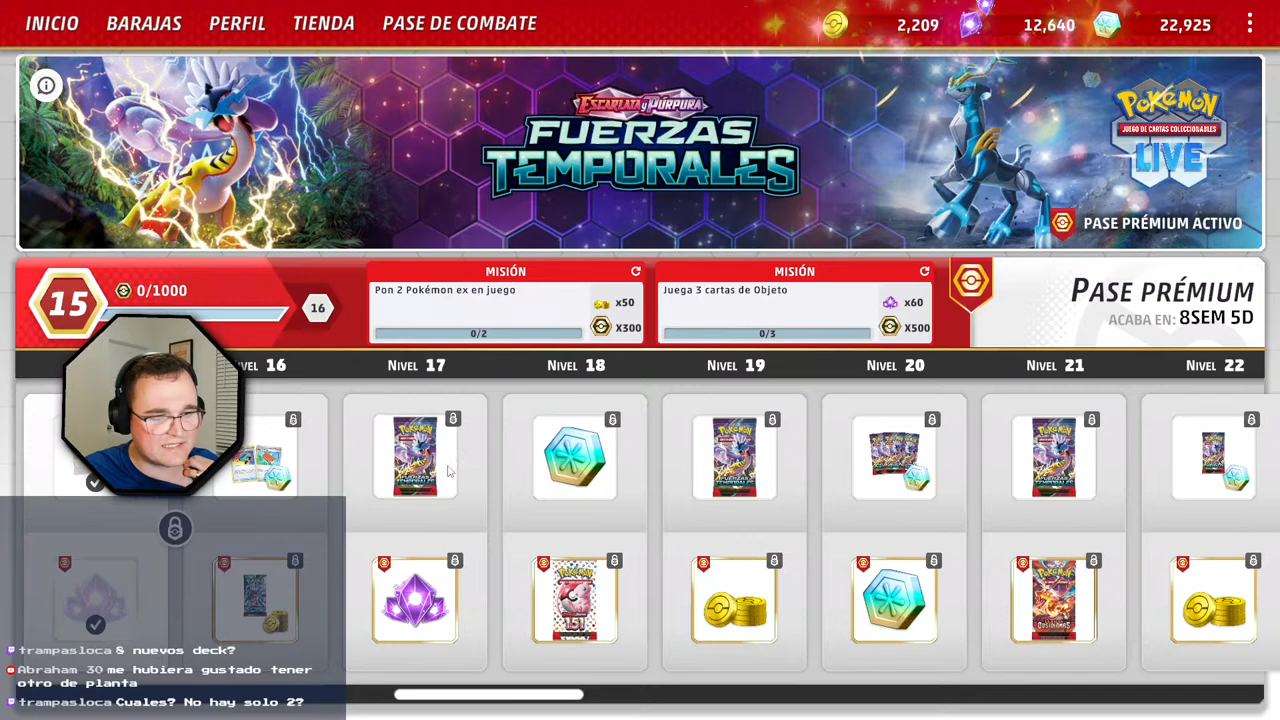 INICIO BARAJAS PERFIL TIENDA PASE DE COMBATE 2,209 12,640 22,925
ESCARLATA y PÚRPURA
FUERZAS
TEMPORALES
POKéMON
JUEGO DE CARTAS COLECCIONABLES
LIVE
PASE PRÉMIUM ACTIVO
15
0/1000
16
MISIÓN
Pon 2 Pokémon ex en juego
x50
x300
0/2
MISIÓN
Juega 3 cartas de Objeto
x60
x500
0/3
PASE PRÉMIUM
ACABA EN: 8SEM 5D
16 NIVEL 17 NIVEL 18 NIVEL 19 NIVEL 20 NIVEL 21 NIVEL 22
trampasloca 8 nuevos deck?
Abraham 30 me hubiera gustado tener
otro de planta
trampasloca Cuales? No hay solo 2?